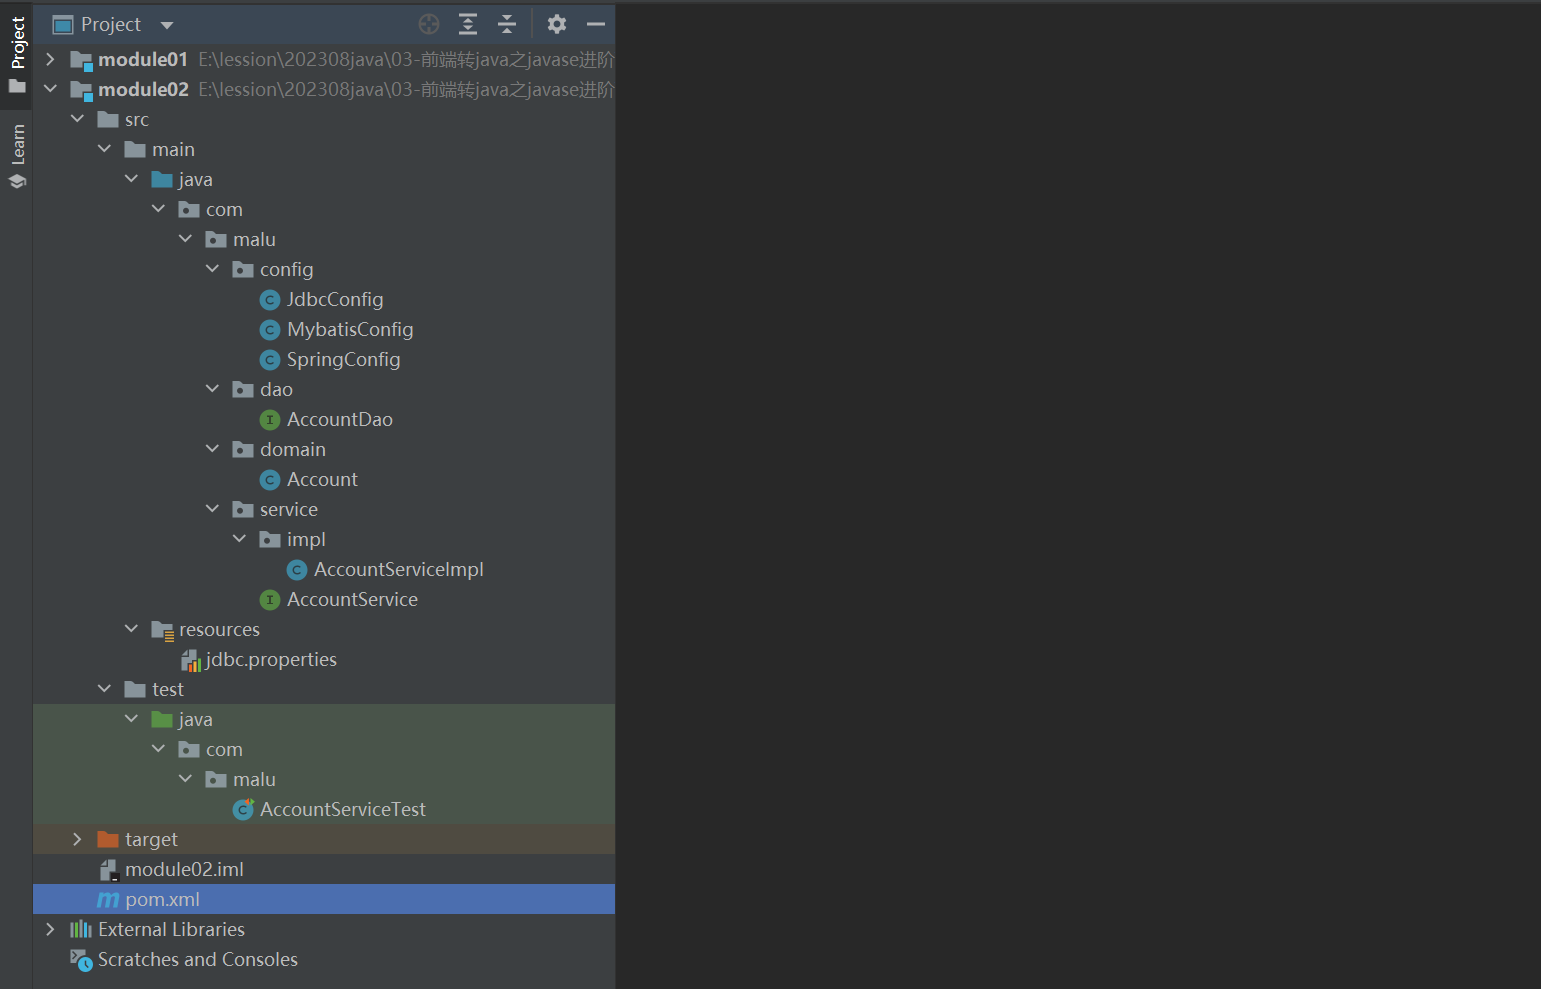 Project
Project
Learn
module01 E:\lession\202308java\03-前端转java之javase进阶
module02 E:\lession\202308java\03-前端转java之javase进阶
src
main
java
com
malu
config
JdbcConfig
MybatisConfig
SpringConfig
dao
AccountDao
domain
Account
service
impl
AccountServiceImpl
AccountService
resources
jdbc.properties
test
java
com
malu
AccountServiceTest
target
module02.iml
pom.xml
External Libraries
Scratches and Consoles